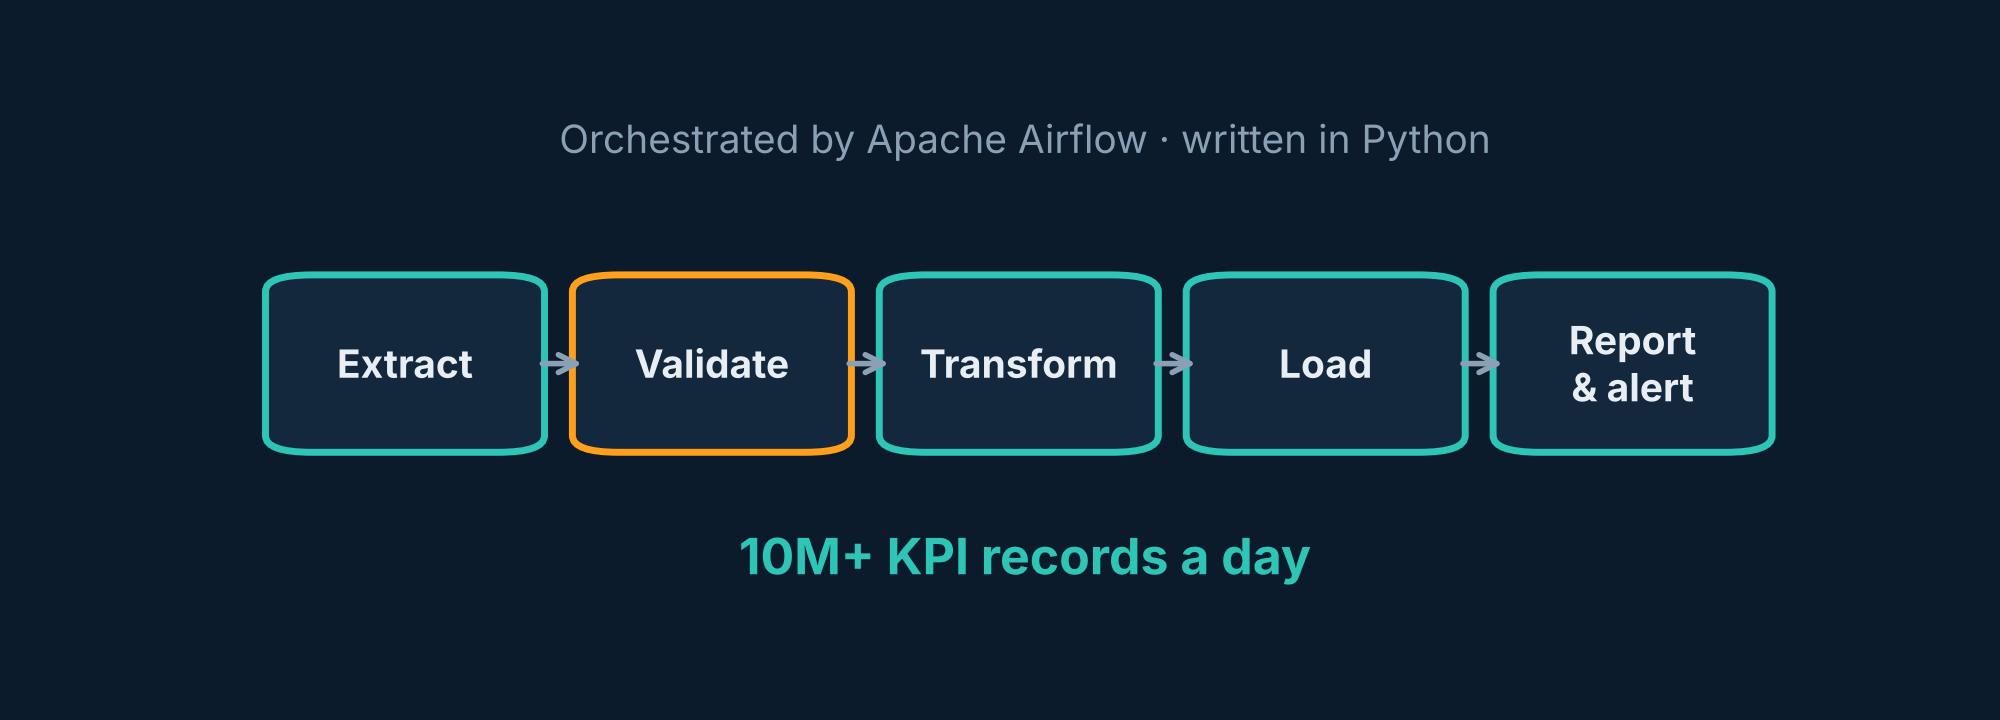 Orchestrated by Apache Airflow · written in Python
Extract
Validate
Transform
Load
Report
& alert
10M+ KPI records a day